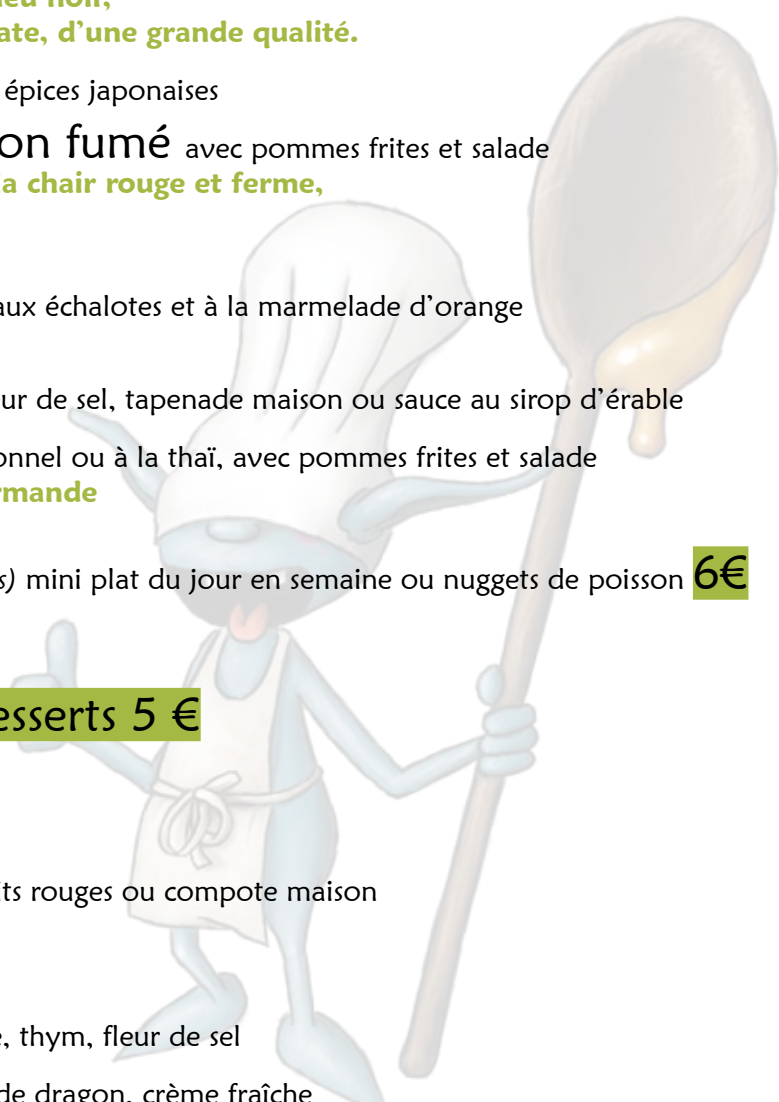 ate, d’une grande qualité.
épices japonaises
on fumé avec pommes frites et salade
la chair rouge et ferme,
aux échalotes et à la marmelade d’orange
ur de sel, tapenade maison ou sauce au sirop d’érable
onnel ou à la thaï, avec pommes frites et salade
rmande
s) mini plat du jour en semaine ou nuggets de poisson 6€
esserts 5 €
its rouges ou compote maison
, thym, fleur de sel
de dragon, crème fraîche